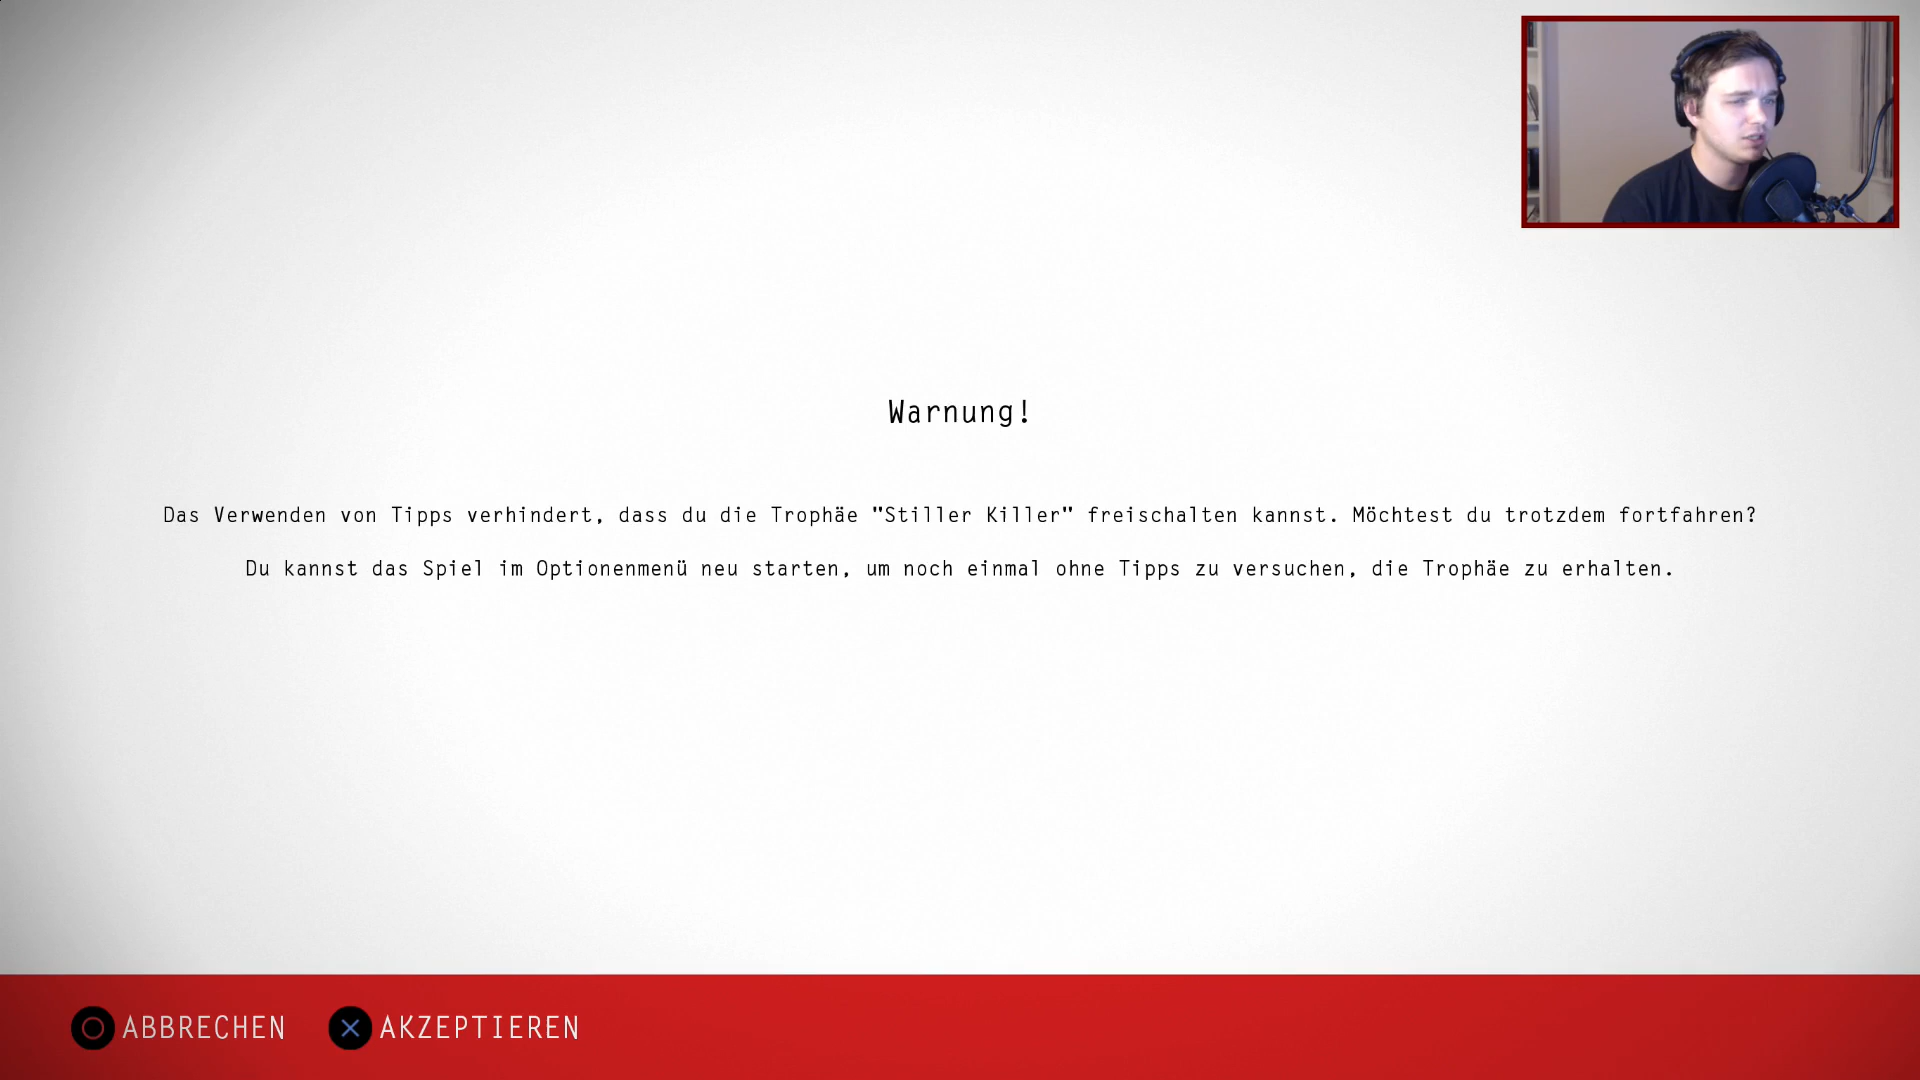 Warnung!
Das Verwenden von Tipps verhindert, dass du die Trophäe "Stiller Killer" freischalten kannst. Möchtest du trotzdem fortfahren?
Du kannst das Spiel im Optionenmenü neu starten, um noch einmal ohne Tipps zu versuchen, die Trophäe zu erhalten.
ABBRECHEN AKZEPTIEREN